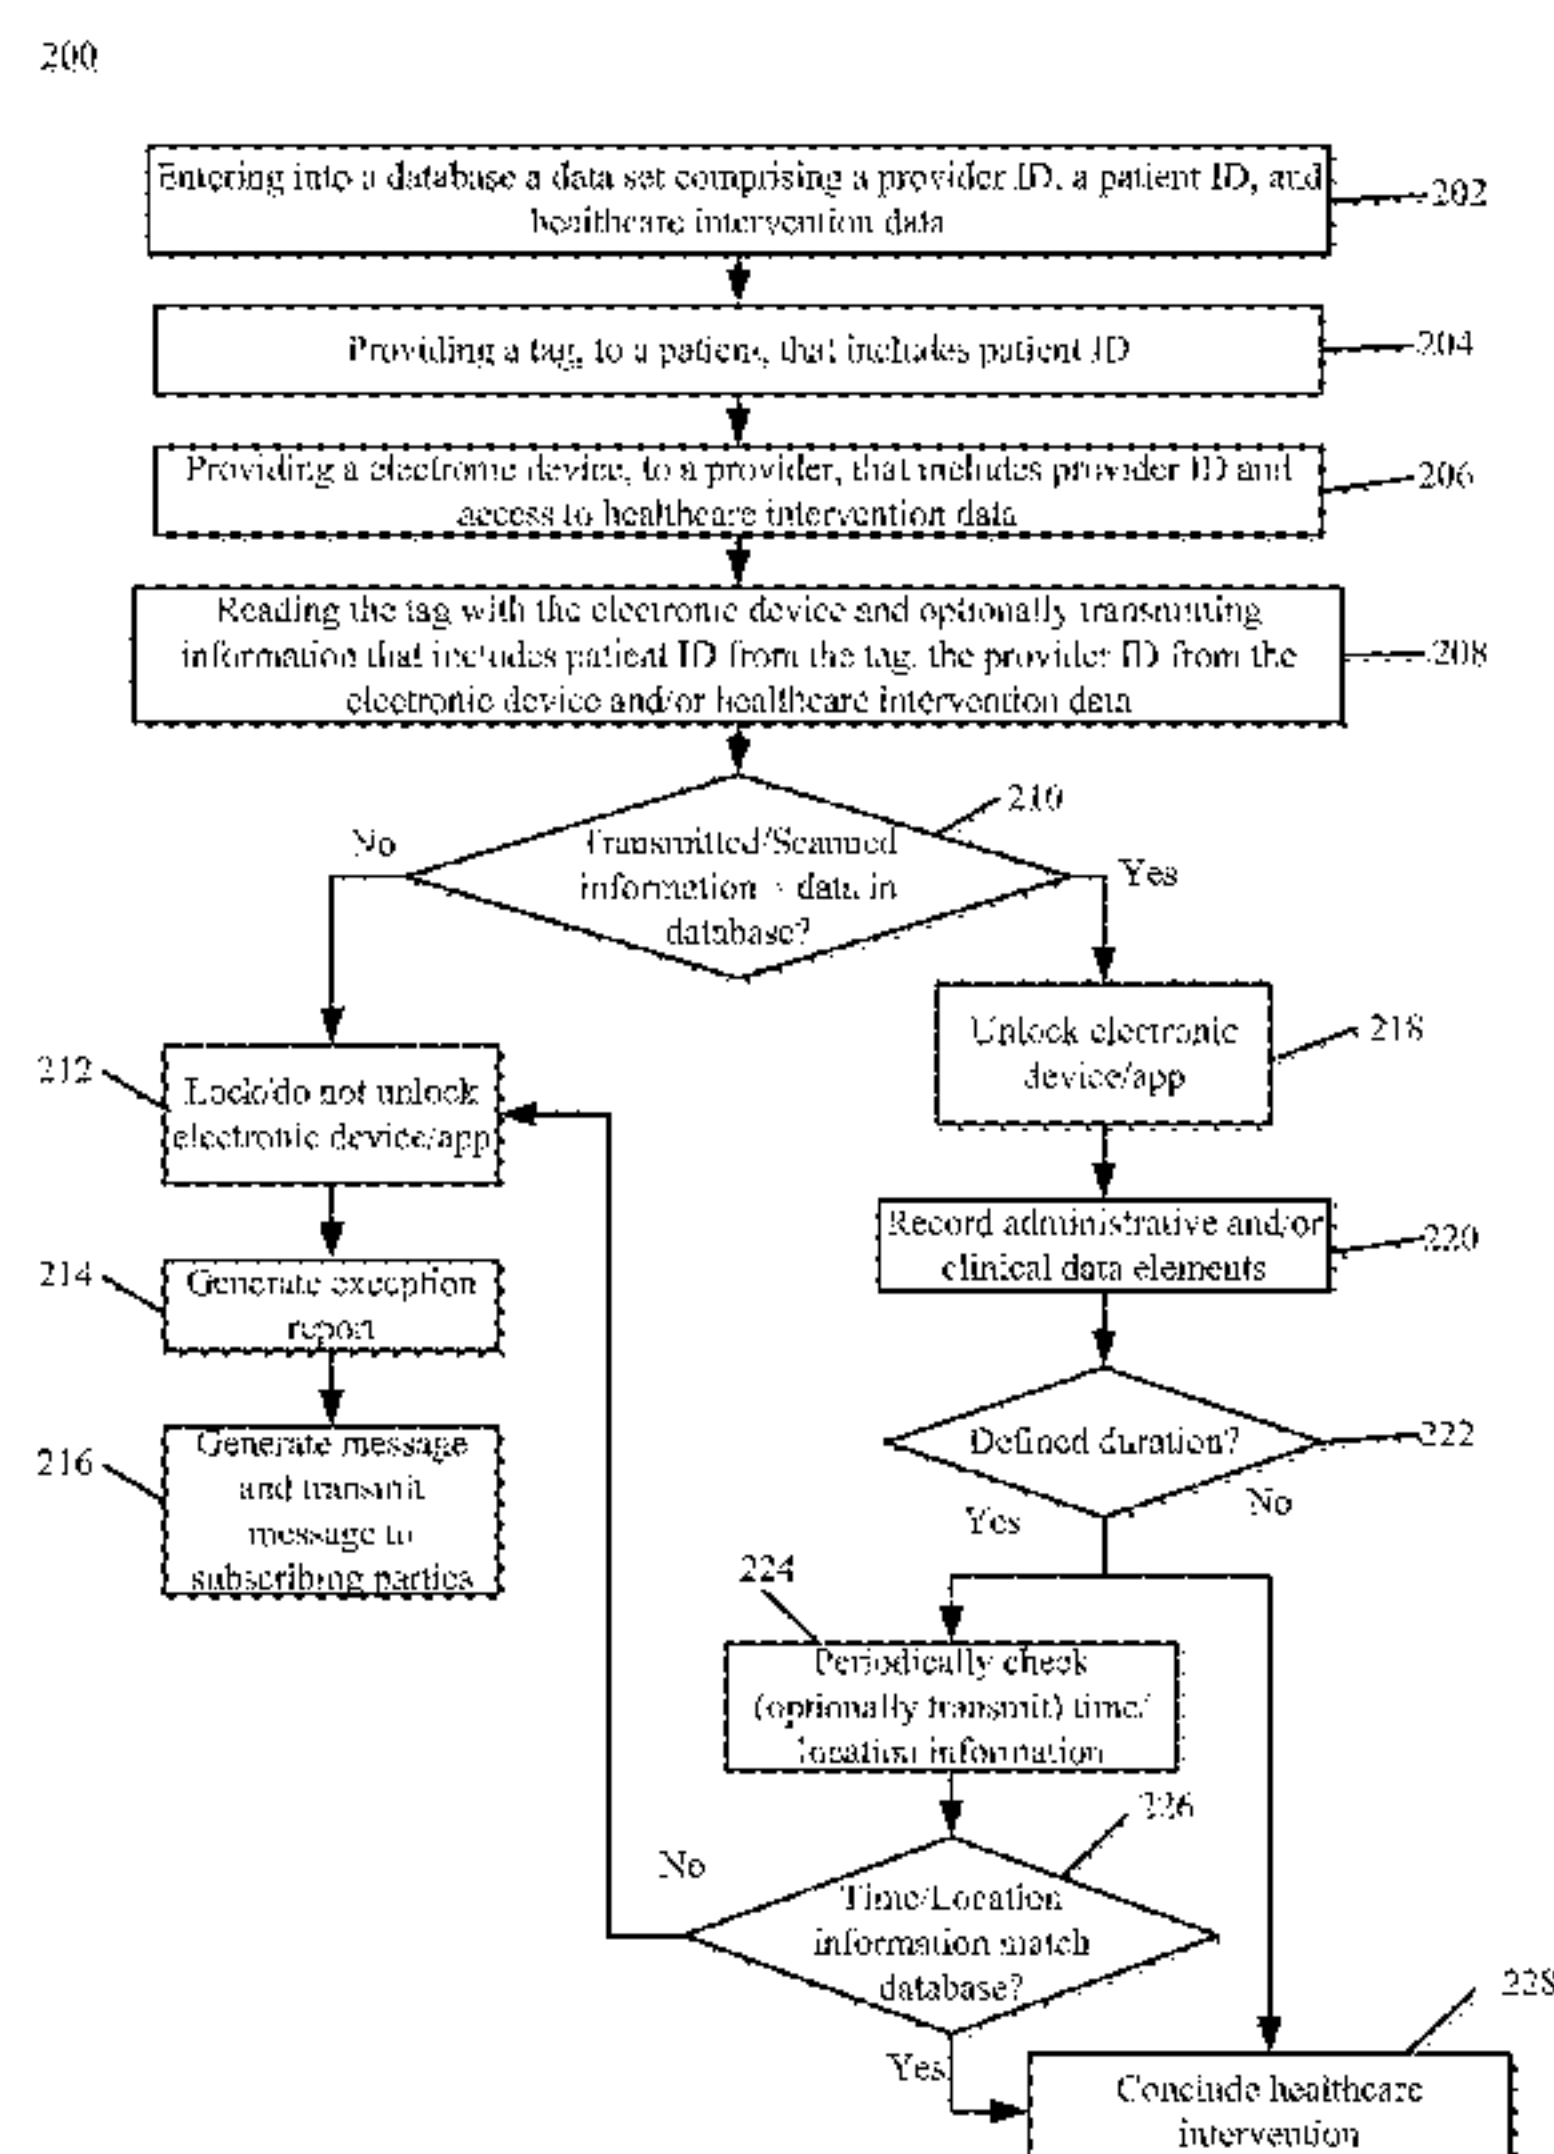 200
Entering into a database a data set comprising a provider ID, a patient ID, and
healthcare intervention data
202
Providing a tag, to a patient, that includes patient ID
204
Providing a electronic device, to a provider, that includes provider ID and
access to healthcare intervention data
206
Reading the tag with the electronic device and optionally transmitting
information that includes patient ID from the tag, the provider ID from the
electronic device and/or healthcare intervention data
208
210
Transmitted/Scanned
information data in
database?
No
Yes
212
Lock/do not unlock
electronic device/app
214
Generate exception
report
216
Generate message
and transmit
message to
subscribing parties
Unlock electronic
device/app
218
Record administrative and/or
clinical data elements
220
Defined duration?
222
Yes
No
224
Periodically check
(optionally transmit) time/
location information
226
Time/Location
information match
database?
No
Yes
228
Conclude healthcare
intervention